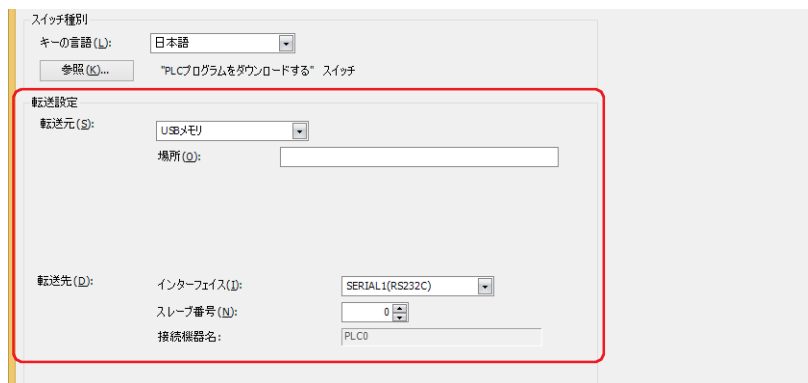 スイッチ種別
キーの言語(L): 日本語
参照(K)... "PLCプログラムをダウンロードする" スイッチ
転送設定
転送元(S): USBメモリ
場所(O):
転送先(D): インターフェイス(I): SERIAL1(RS232C)
スレーブ番号(N): 0
接続機器名: PLC0